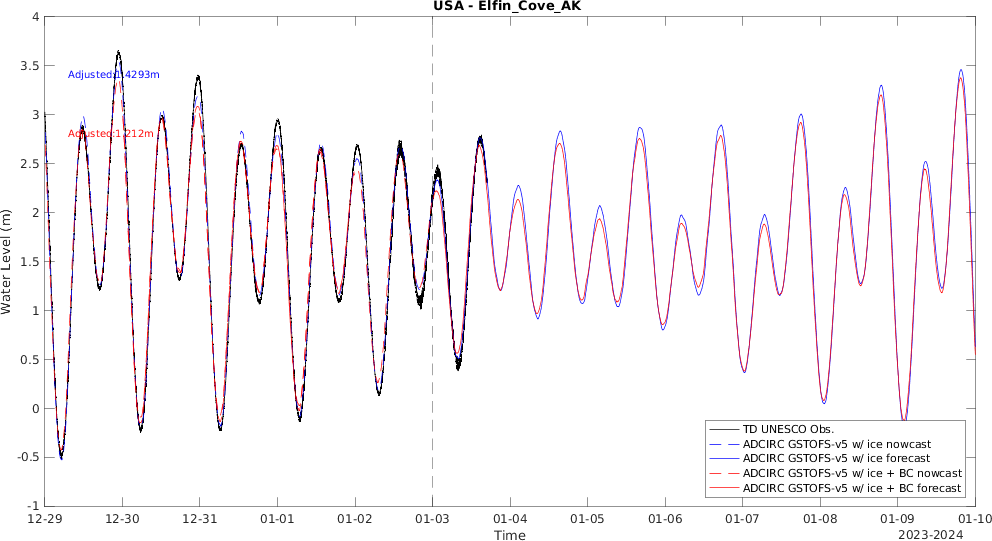 USA - Elfin_Cove_AK
4
3.5
3
2.5
2
1.5
1
0.5
0
-0.5
-1
Water Level (m)
Adjusted:1.4293m
Adjusted:1.212m
TD UNESCO Obs.
ADCIRC GSTOFS-v5 w/ ice nowcast
ADCIRC GSTOFS-v5 w/ ice forecast
ADCIRC GSTOFS-v5 w/ ice + BC nowcast
ADCIRC GSTOFS-v5 w/ ice + BC forecast
12-29 12-30 12-31 01-01 01-02 01-03 01-04 01-05 01-06 01-07 01-08 01-09 01-10
Time
2023-2024